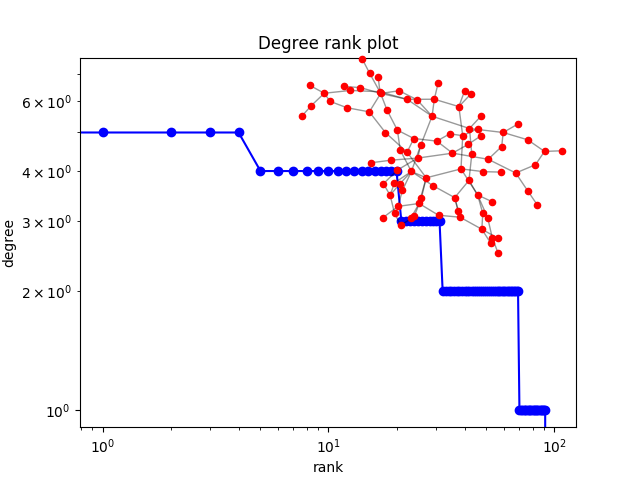 Degree rank plot
degree
6 × 10⁰
4 × 10⁰
3 × 10⁰
2 × 10⁰
10⁰
10⁰
10¹
10²
rank